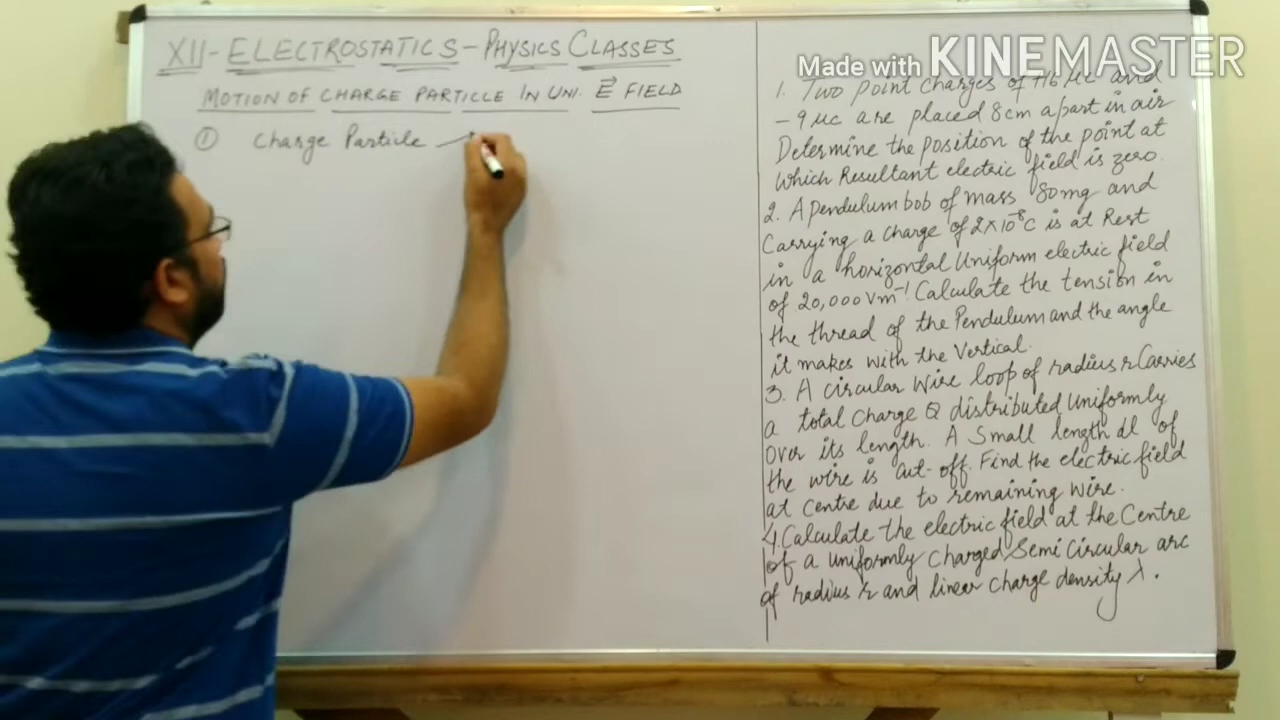 XII - ELECTROSTATICS - PHYSICS CLASSES
MOTION OF CHARGE PARTICLE IN UNI. E⃗ FIELD
① Charge Particle
Made with KINEMASTER
1. Two point charges of +16 μc and
- 9 μc are placed 8cm apart in air
Determine the position of the point at
which Resultant electric field is zero.
2. A pendulum bob of mass 80mg and
Carrying a charge of 2×10⁻⁸C is at Rest
in a horizontal Uniform electric field
of 20,000 Vm⁻¹ Calculate the tension in
the thread of the Pendulum and the angle
it makes with the Vertical.
3. A circular wire loop of radius r Carries
a total charge Q distributed Uniformly
over its length. A Small length dl of
the wire is cut-off. Find the electric field
at centre due to remaining wire.
4. Calculate the electric field at the Centre
of a uniformly charged Semi Circular arc
of radius r and linear charge density λ.